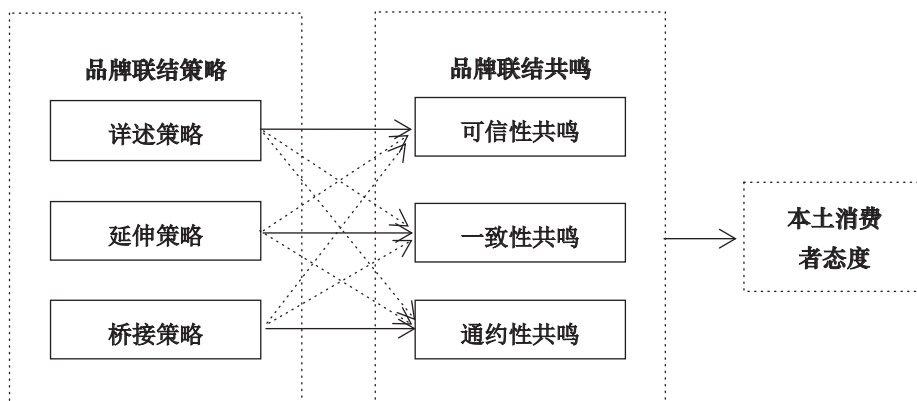 品牌联结策略
详述策略
延伸策略
桥接策略
品牌联结共鸣
可信性共鸣
一致性共鸣
通约性共鸣
本土消费
者态度